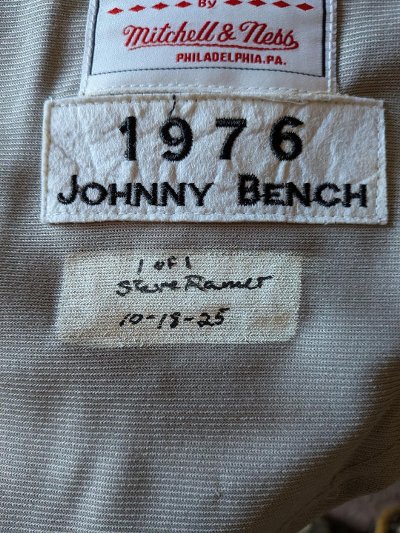 By
Mitchell & Ness
PHILADELPHIA.PA.
1976
JOHNNY BENCH
1 of 1
Steve Ramer
10-18-25